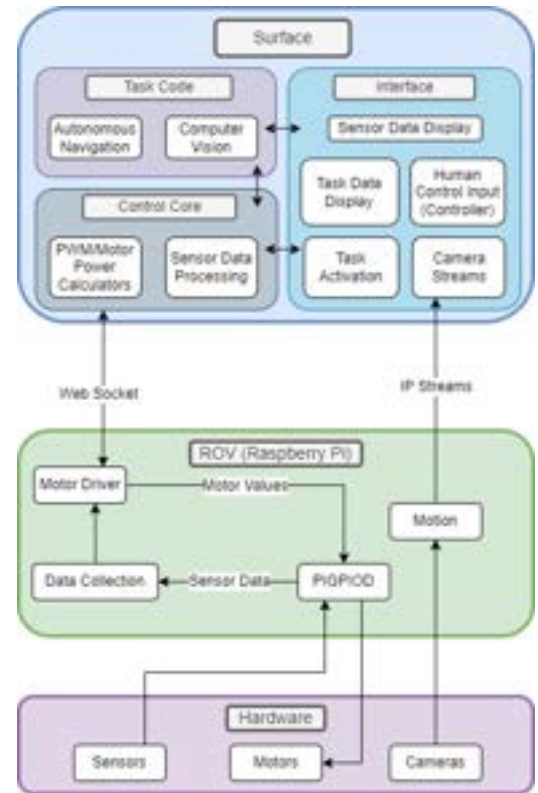 Surface
Task Code
Autonomous
Navigation
Computer
Vision
Interface
Sensor Data Display
Task Data
Display
Human
Control Input
(Controller)
Task
Activation
Camera
Streams
Control Core
PWM/Motor
Power
Calculators
Sensor Data
Processing
Web Socket
IP Streams
ROV (Raspberry Pi)
Motor Driver
Motor Values
Motion
Data Collection
Sensor Data
PIGPIOD
Hardware
Sensors
Motors
Cameras